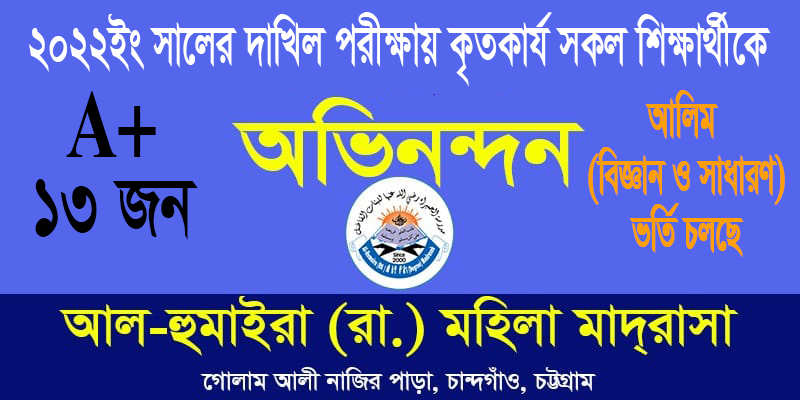 ২০২২ইং সালের দাখিল পরীক্ষায় কৃতকার্য সকল শিক্ষার্থীকে
A+
১৩ জন
অভিনন্দন
আলিম
(বিজ্ঞান ও সাধারণ)
ভর্তি চলছে
Since
2000
আল-হুমাইরা (রা.) মহিলা মাদ্‌রাসা
গোলাম আলী নাজির পাড়া, চান্দগাঁও, চট্টগ্রাম